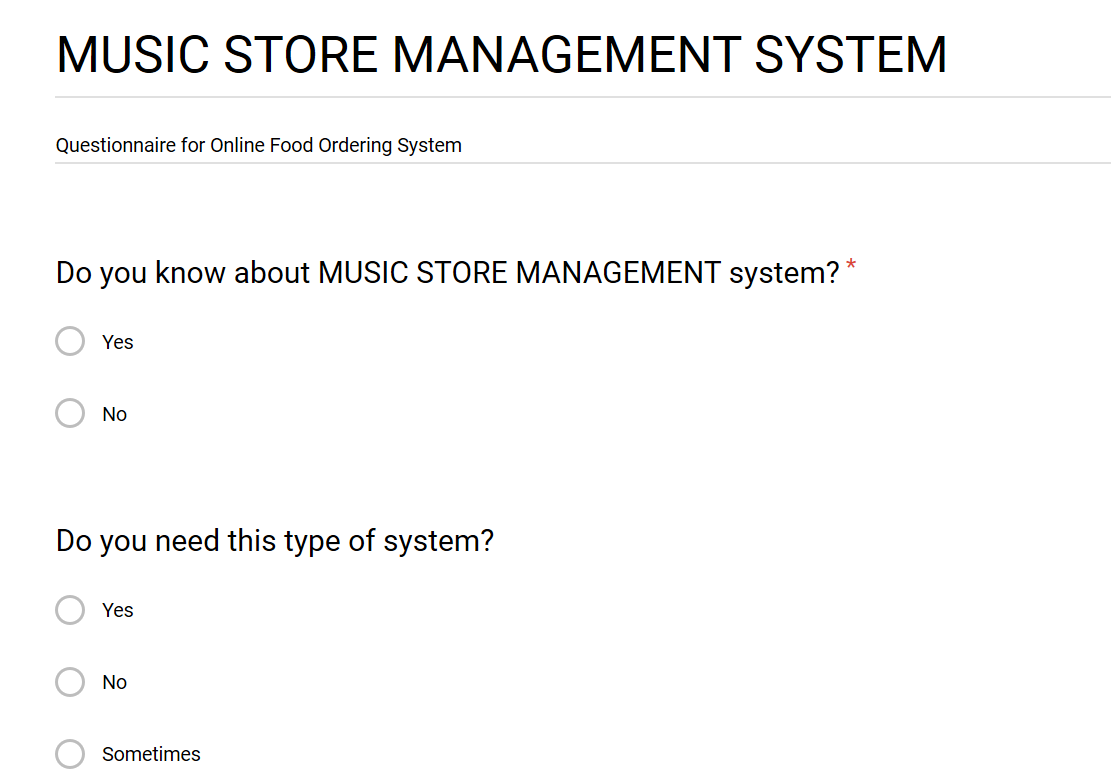 MUSIC STORE MANAGEMENT SYSTEM
Questionnaire for Online Food Ordering System
Do you know about MUSIC STORE MANAGEMENT system? *
Yes
No
Do you need this type of system?
Yes
No
Sometimes